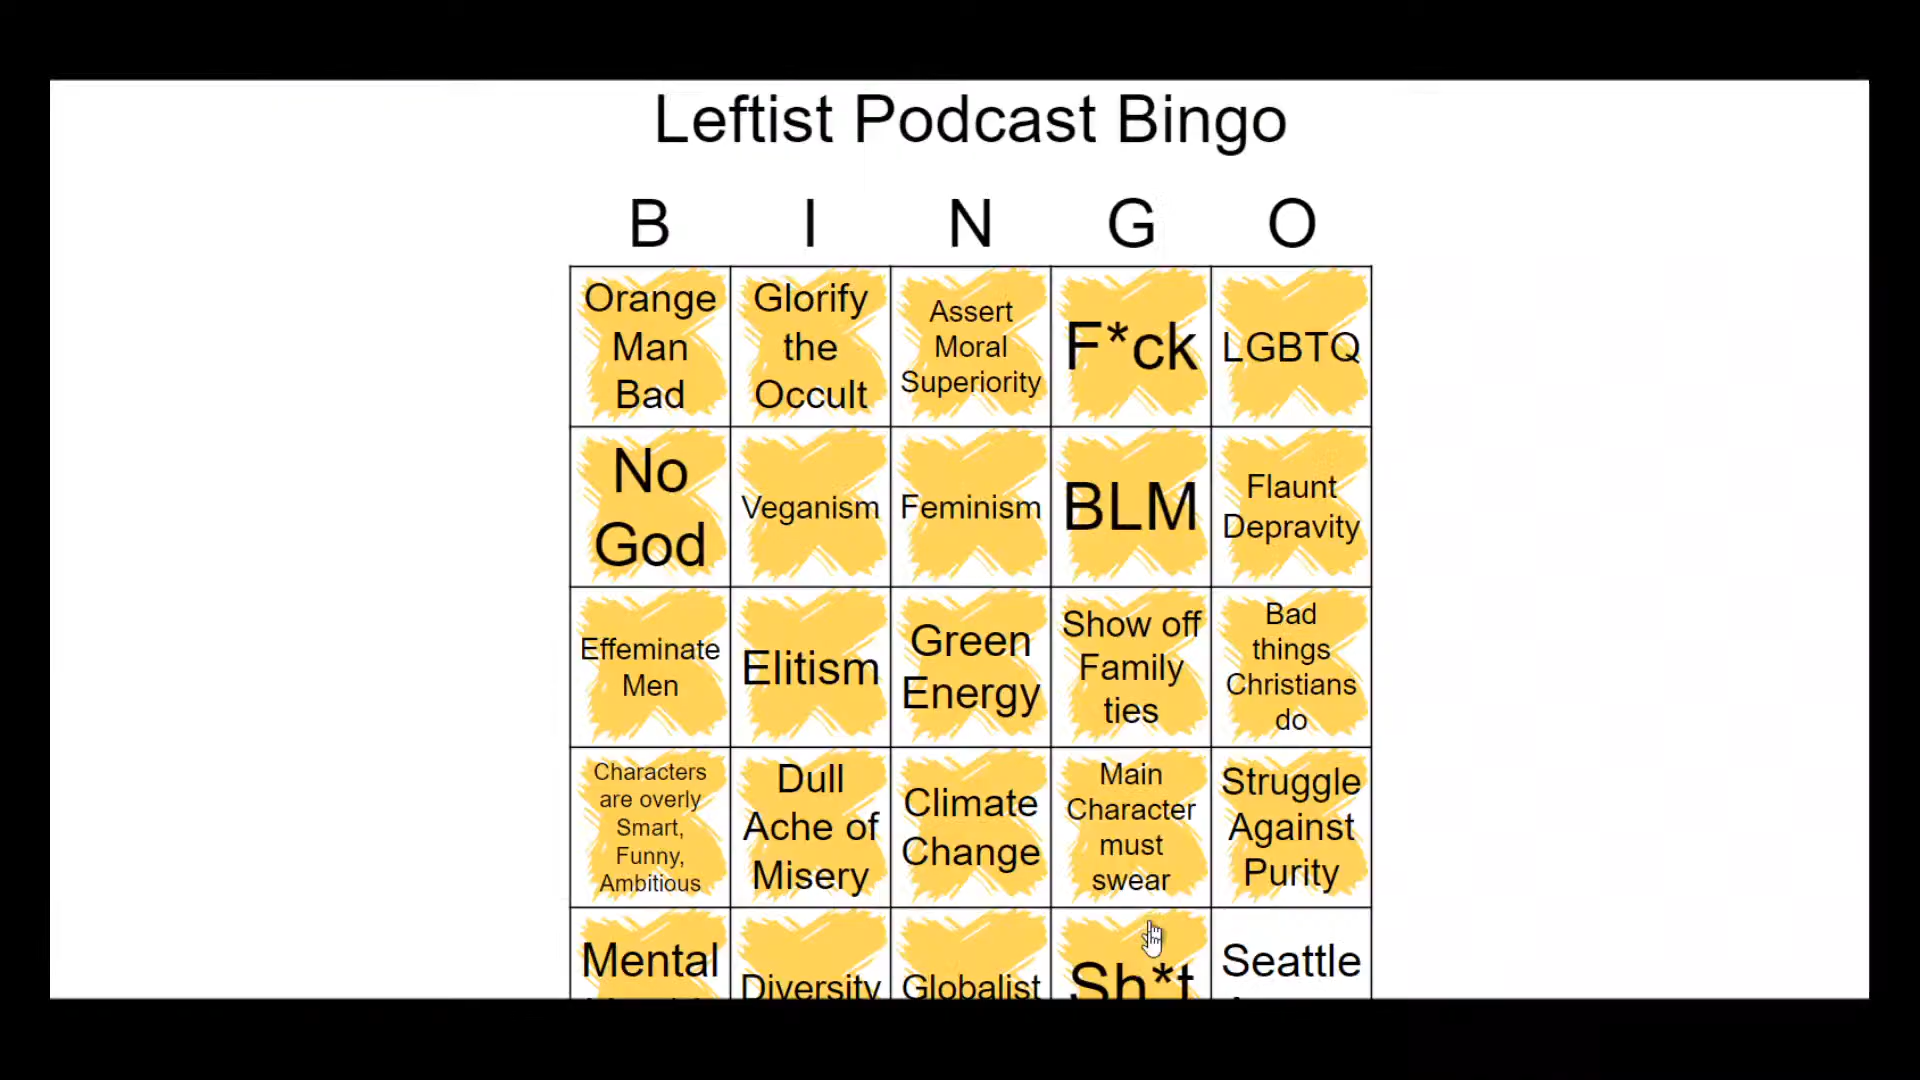 Leftist Podcast Bingo
B I N G O
Orange
Man
Bad
Glorify
the
Occult
Assert
Moral
Superiority
F*ck
LGBTQ
No
God
Veganism
Feminism
BLM
Flaunt
Depravity
Effeminate
Men
Elitism
Green
Energy
Show off
Family
ties
Bad
things
Christians
do
Characters
are overly
Smart,
Funny,
Ambitious
Dull
Ache of
Misery
Climate
Change
Main
Character
must
swear
Struggle
Against
Purity
Mental
Diversity
Globalist
Sh*t
Seattle